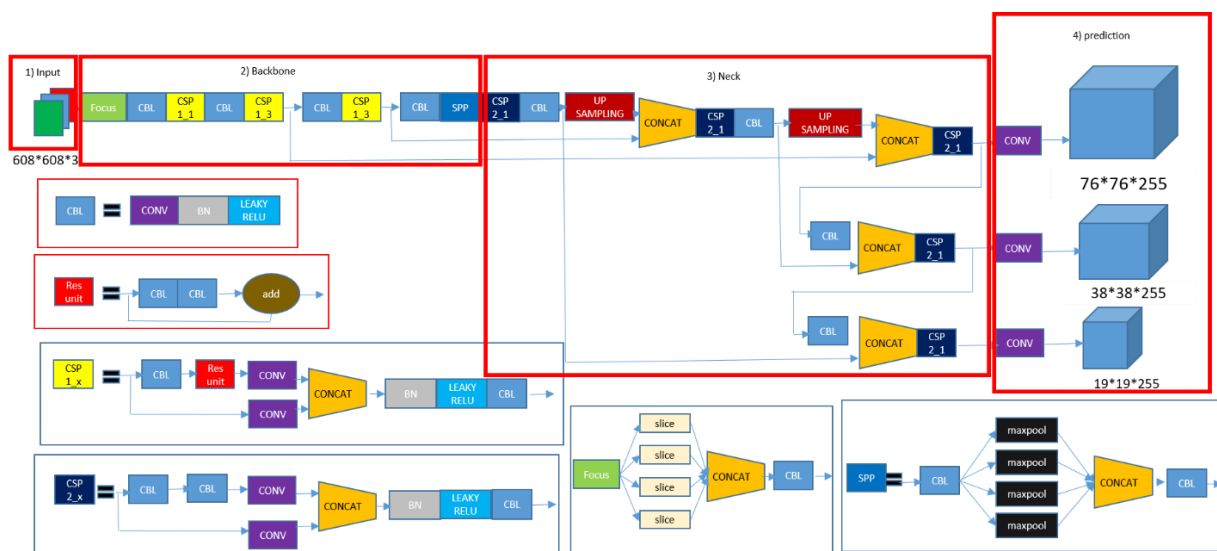 1) Input
2) Backbone
3) Neck
4) prediction
Focus
CBL
CSP
1_1
CBL
CSP
1_3
CBL
CSP
1_3
CBL
SPP
CSP
2_1
CBL
UP
SAMPLING
CONCAT
CSP
2_1
CBL
UP
SAMPLING
CONCAT
CSP
2_1
CONV
608*608*3
76*76*255
CBL
CONCAT
CSP
2_1
CONV
38*38*255
CBL
CONCAT
CSP
2_1
CONV
19*19*255
CBL
CONV
BN
LEAKY
RELU
Res
unit
CBL
CBL
add
CSP
1_x
CBL
Res
unit
CONV
CONV
CONCAT
BN
LEAKY
RELU
CBL
CSP
2_x
CBL
CBL
CONV
CONV
CONCAT
BN
LEAKY
RELU
CBL
Focus
slice
slice
slice
slice
CONCAT
CBL
SPP
CBL
maxpool
maxpool
maxpool
maxpool
CONCAT
CBL